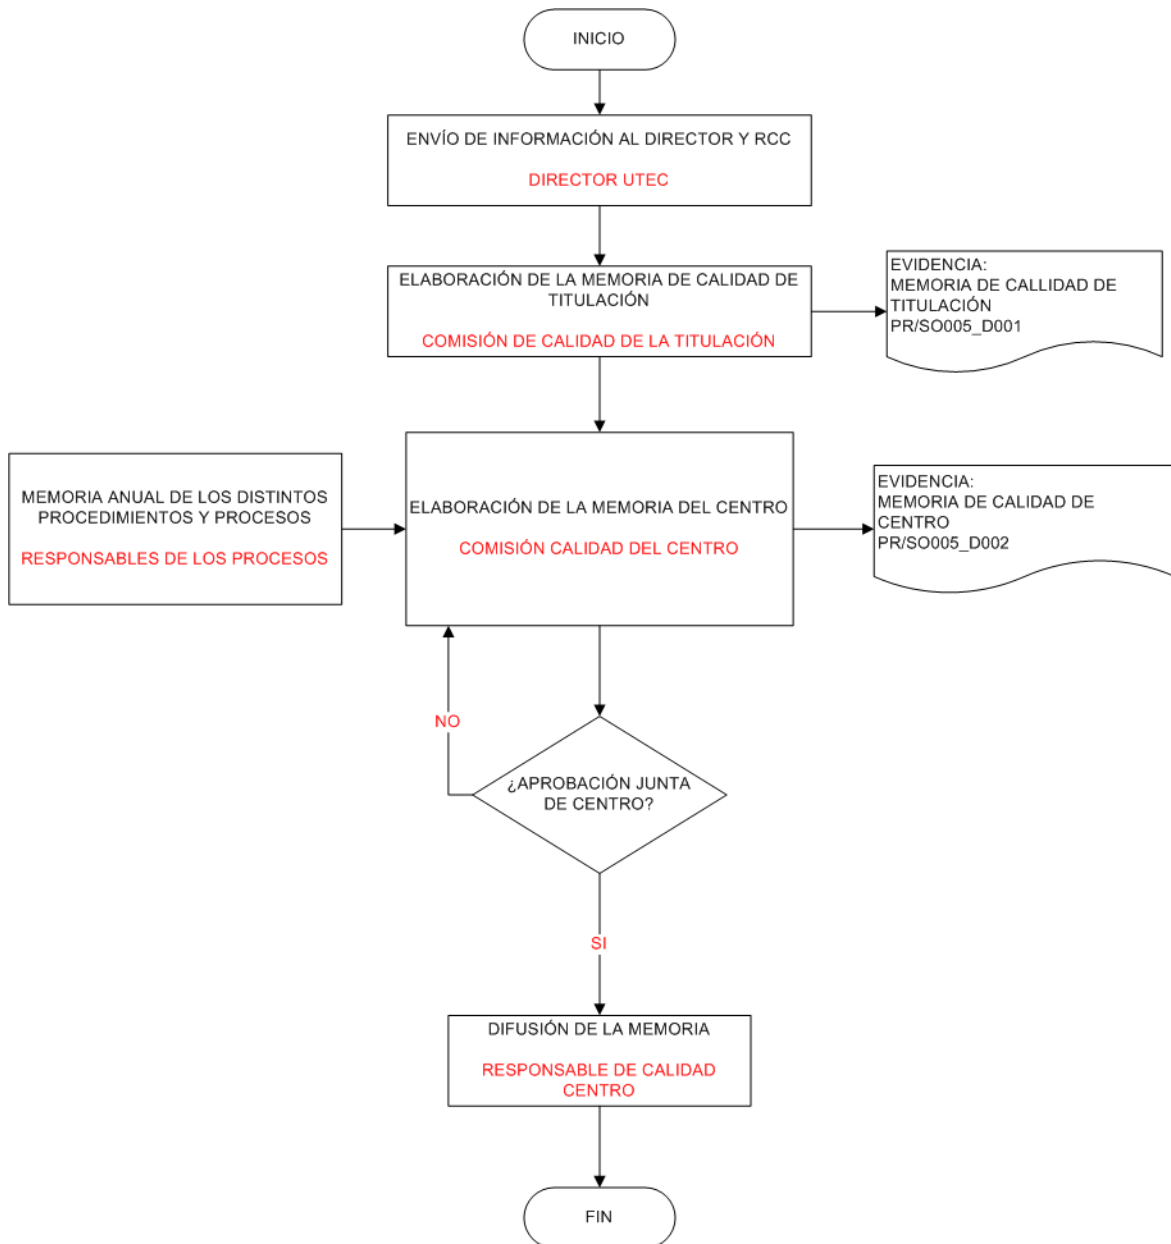 INICIO
ENVÍO DE INFORMACIÓN AL DIRECTOR Y RCC
DIRECTOR UTEC
ELABORACIÓN DE LA MEMORIA DE CALIDAD DE
TITULACIÓN
COMISIÓN DE CALIDAD DE LA TITULACIÓN
EVIDENCIA:
MEMORIA DE CALLIDAD DE
TITULACIÓN
PR/SO005_D001
MEMORIA ANUAL DE LOS DISTINTOS
PROCEDIMIENTOS Y PROCESOS
RESPONSABLES DE LOS PROCESOS
ELABORACIÓN DE LA MEMORIA DEL CENTRO
COMISIÓN CALIDAD DEL CENTRO
EVIDENCIA:
MEMORIA DE CALIDAD DE
CENTRO
PR/SO005_D002
NO
¿APROBACIÓN JUNTA
DE CENTRO?
SI
DIFUSIÓN DE LA MEMORIA
RESPONSABLE DE CALIDAD
CENTRO
FIN